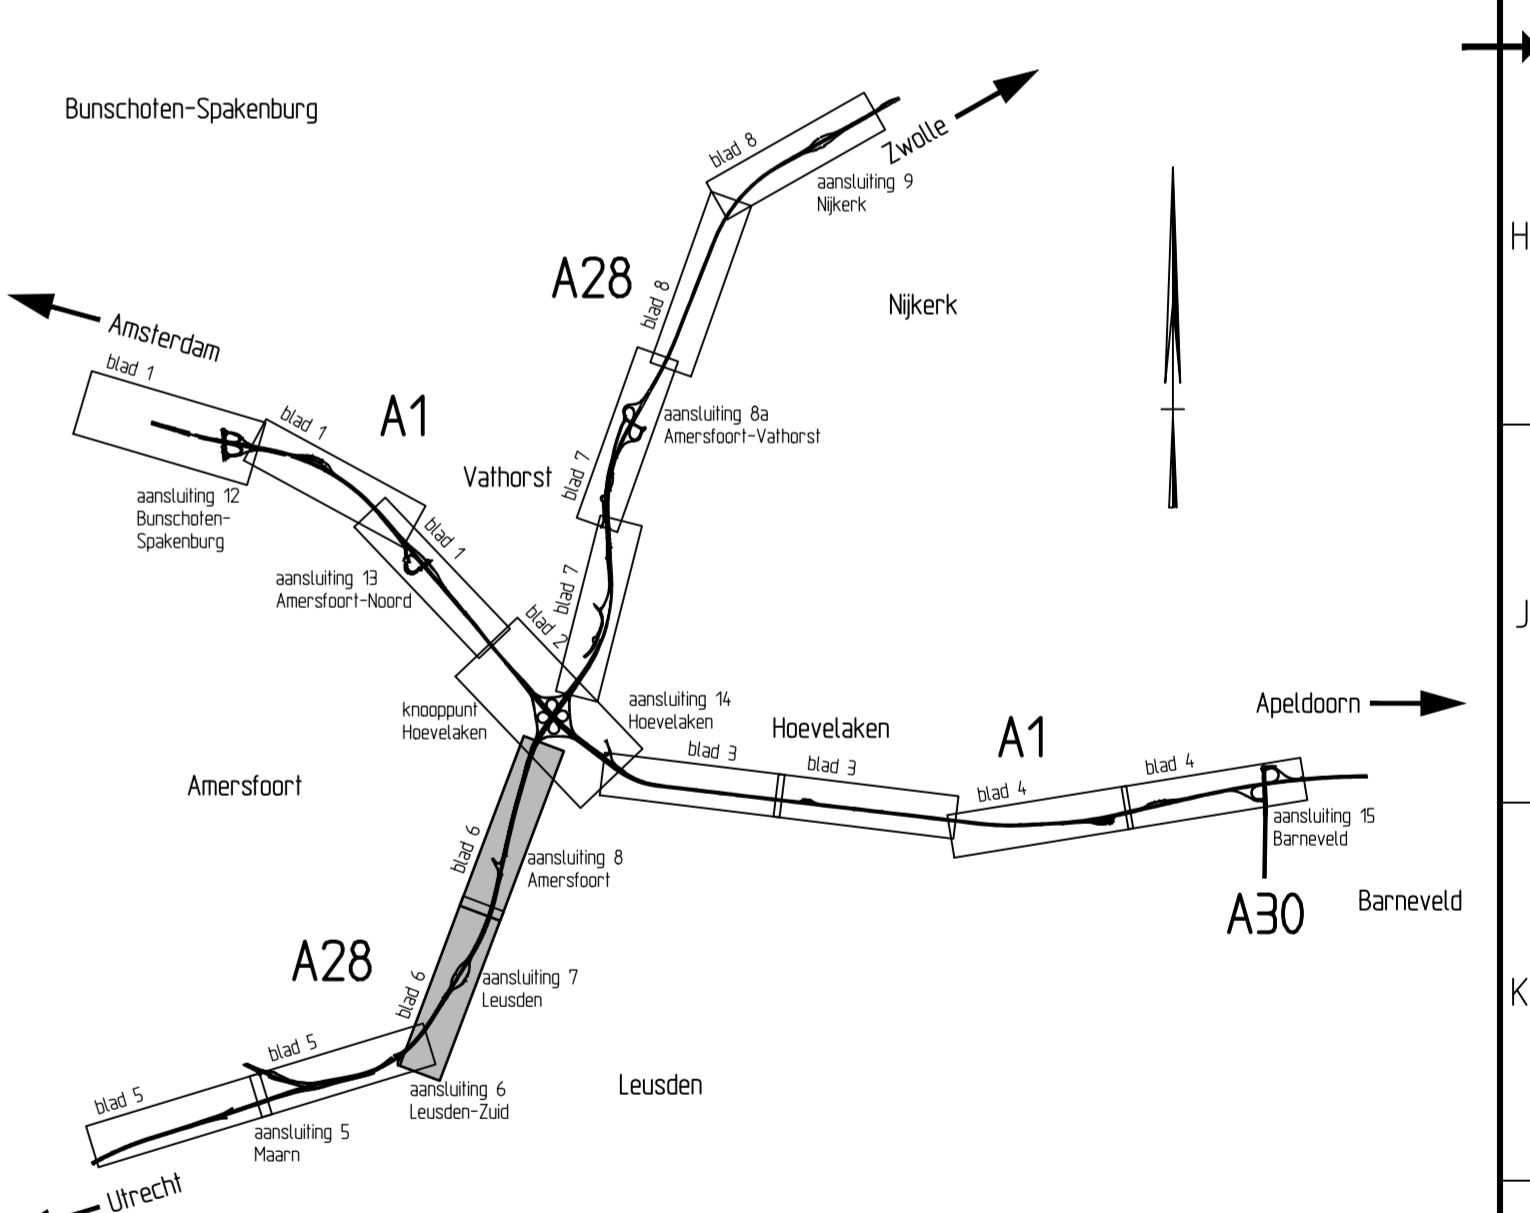 Bunschoten-Spakenburg
Zwolle
blad 8
aansluiting 9
Nijkerk
H
A28
blad 8
Nijkerk
Amsterdam
blad 1
A1
blad 1
aansluiting 8a
Amersfoort-Vathorst
Vathorst
blad 7
aansluiting 12
Bunschoten-
Spakenburg
blad 1
aansluiting 13
Amersfoort-Noord
blad 7
blad 2
J
knooppunt
Hoevelaken
aansluiting 14
Hoevelaken
Hoevelaken
A1
Apeldoorn
blad 3
blad 3
blad 4
blad 4
Amersfoort
aansluiting 15
Barneveld
blad 6
aansluiting 8
Amersfoort
A30
Barneveld
A28
blad 6
aansluiting 7
Leusden
K
blad 5
blad 5
aansluiting 6
Leusden-Zuid
Leusden
aansluiting 5
Maarn
Utrecht